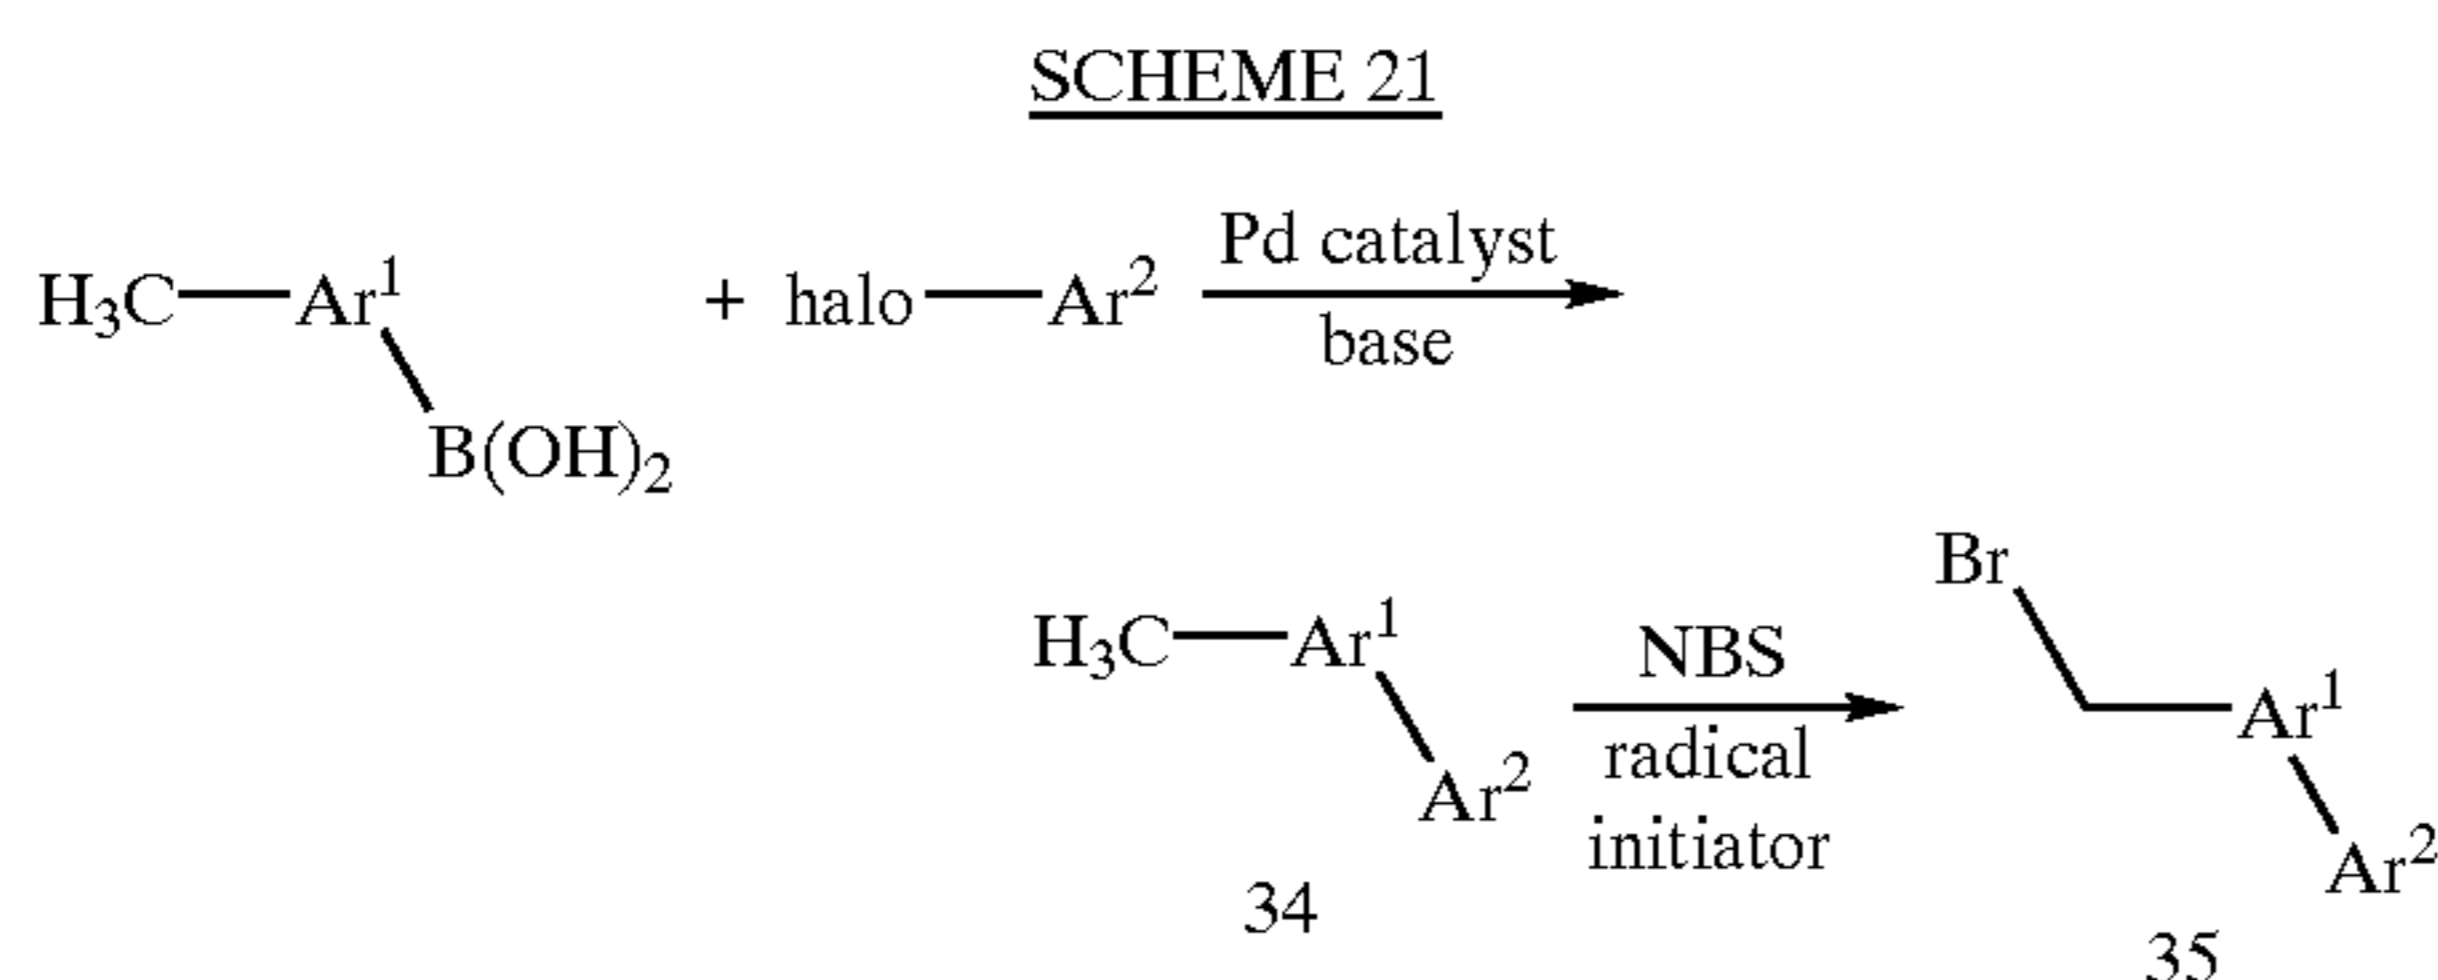 SCHEME 21
Pd catalyst
H₃C—Ar¹ + halo—Ar²
base
B(OH)₂
Br
H₃C—Ar¹ NBS
Ar¹
radical
Ar² initiator
Ar²
34
35